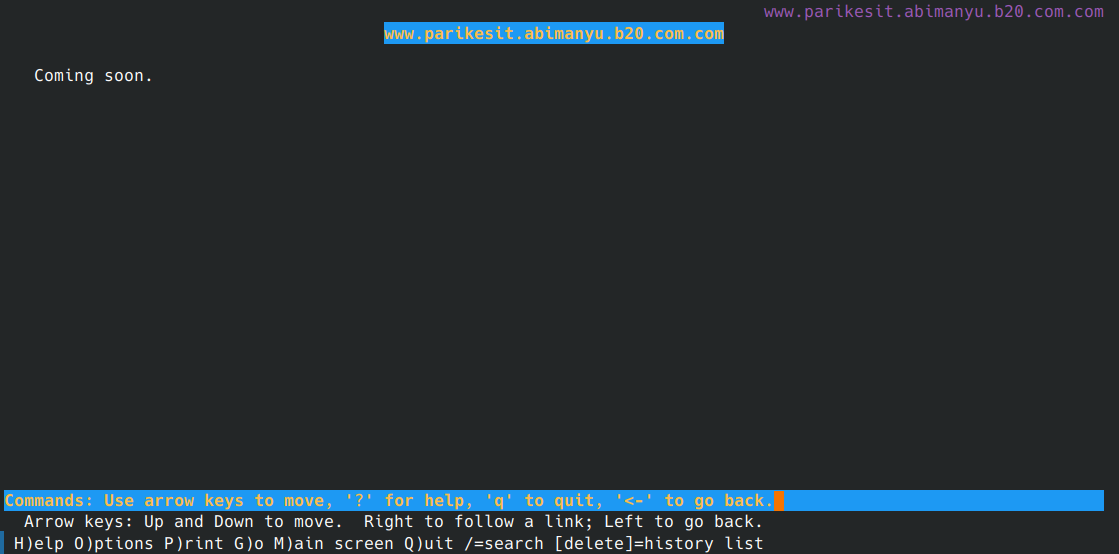 www.parikesit.abimanyu.b20.com.com
www.parikesit.abimanyu.b20.com.com
Coming soon.
Commands: Use arrow keys to move, '?' for help, 'q' to quit, '<-' to go back.
Arrow keys: Up and Down to move.  Right to follow a link; Left to go back.
H)elp O)ptions P)rint G)o M)ain screen Q)uit /=search [delete]=history list